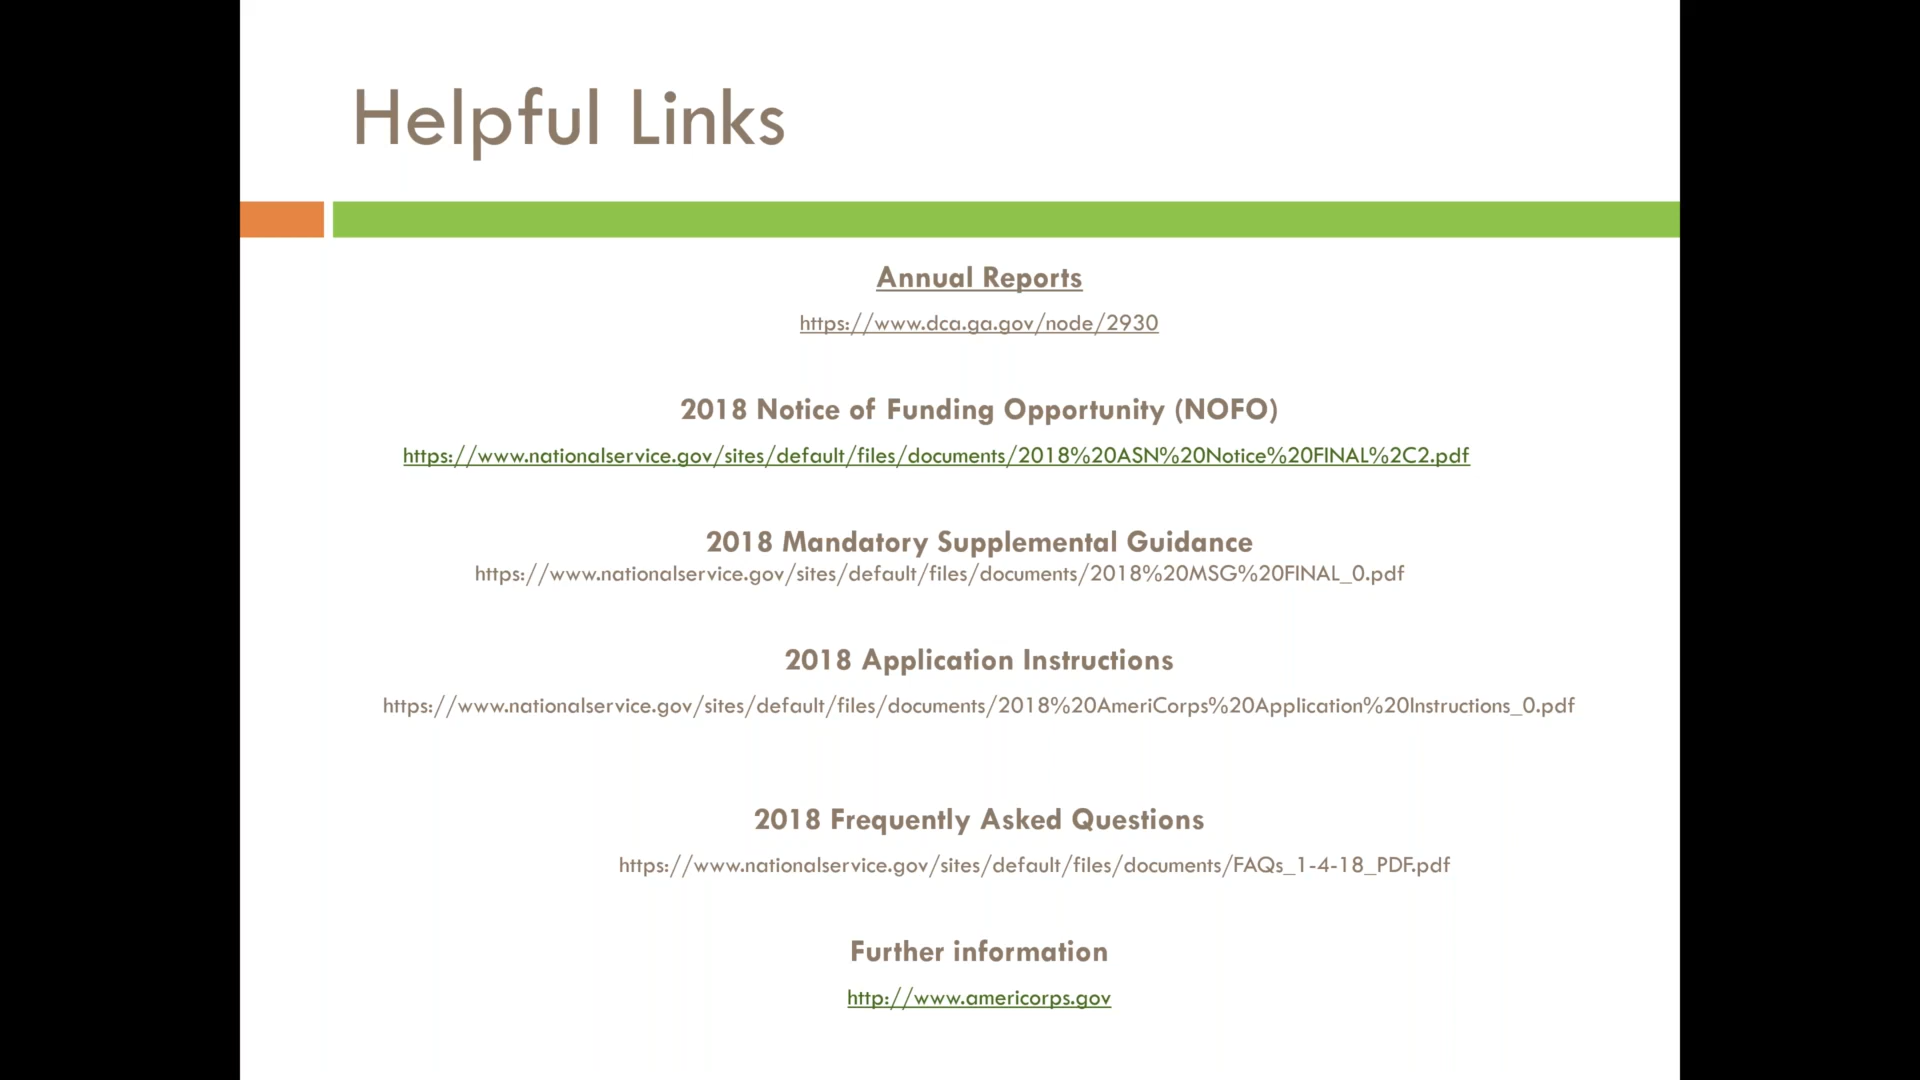 Helpful Links
Annual Reports
https://www.dca.ga.gov/node/2930
2018 Notice of Funding Opportunity (NOFO)
https://www.nationalservice.gov/sites/default/files/documents/2018%20ASN%20Notice%20FINAL%2C2.pdf
2018 Mandatory Supplemental Guidance
https://www.nationalservice.gov/sites/default/files/documents/2018%20MSG%20FINAL_0.pdf
2018 Application Instructions
https://www.nationalservice.gov/sites/default/files/documents/2018%20AmeriCorps%20Application%20Instructions_0.pdf
2018 Frequently Asked Questions
https://www.nationalservice.gov/sites/default/files/documents/FAQs_1-4-18_PDF.pdf
Further information
http://www.americorps.gov